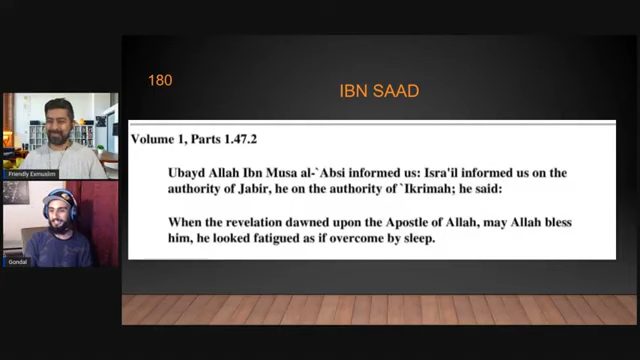 180
IBN SAAD
Volume 1, Parts 1.47.2
Ubayd Allah Ibn Musa al-`Absi informed us: Isra'il informed us on the
authority of Jabir, he on the authority of `Ikrimah; he said:
When the revelation dawned upon the Apostle of Allah, may Allah bless
him, he looked fatigued as if overcome by sleep.
Friendly Exmuslim
Gondal